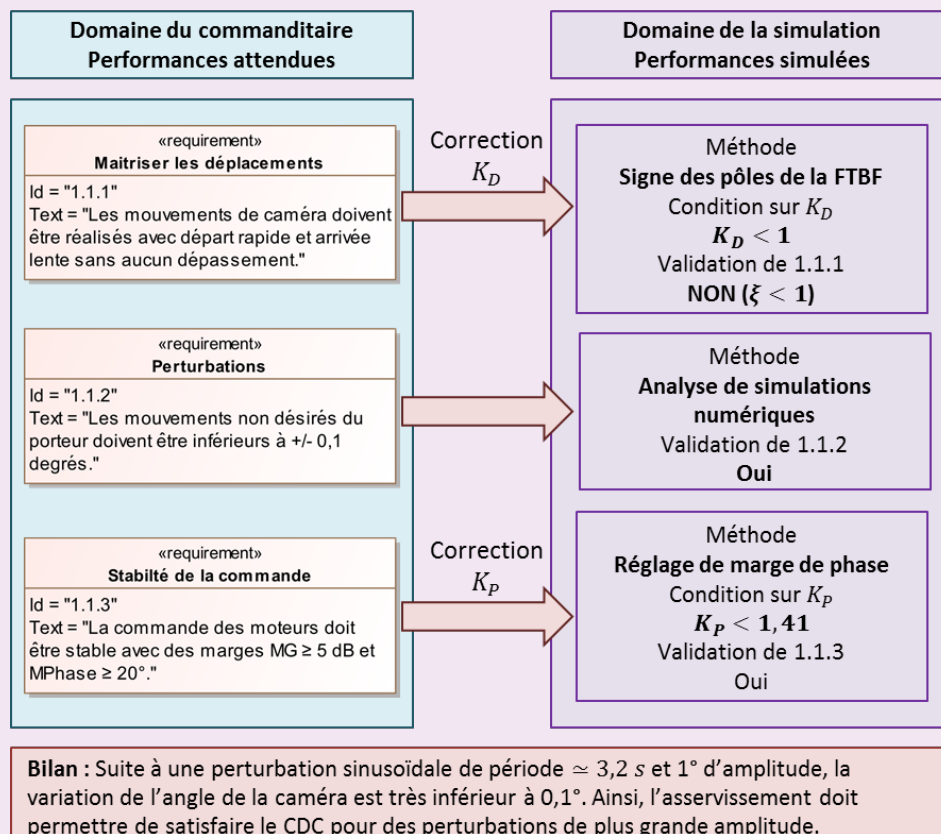 Domaine du commanditaire
Performances attendues
Domaine de la simulation
Performances simulées
«requirement»
Maitriser les déplacements
Id = "1.1.1"
Text = "Les mouvements de caméra doivent
être réalisés avec départ rapide et arrivée
lente sans aucun dépassement."
Correction
K_D
Méthode
Signe des pôles de la FTBF
Condition sur K_D
K_D < 1
Validation de 1.1.1
NON (ξ < 1)
«requirement»
Perturbations
Id = "1.1.2"
Text = "Les mouvements non désirés du
porteur doivent être inférieurs à +/- 0,1
degrés."
Méthode
Analyse de simulations
numériques
Validation de 1.1.2
Oui
«requirement»
Stabilté de la commande
Id = "1.1.3"
Text = "La commande des moteurs doit
être stable avec des marges MG ≥ 5 dB et
MPhase ≥ 20°."
Correction
K_P
Méthode
Réglage de marge de phase
Condition sur K_P
K_P < 1,41
Validation de 1.1.3
Oui
Bilan : Suite à une perturbation sinusoïdale de période ≃ 3,2 s et 1° d'amplitude, la
variation de l'angle de la caméra est très inférieur à 0,1°. Ainsi, l'asservissement doit
permettre de satisfaire le CDC pour des perturbations de plus grande amplitude.